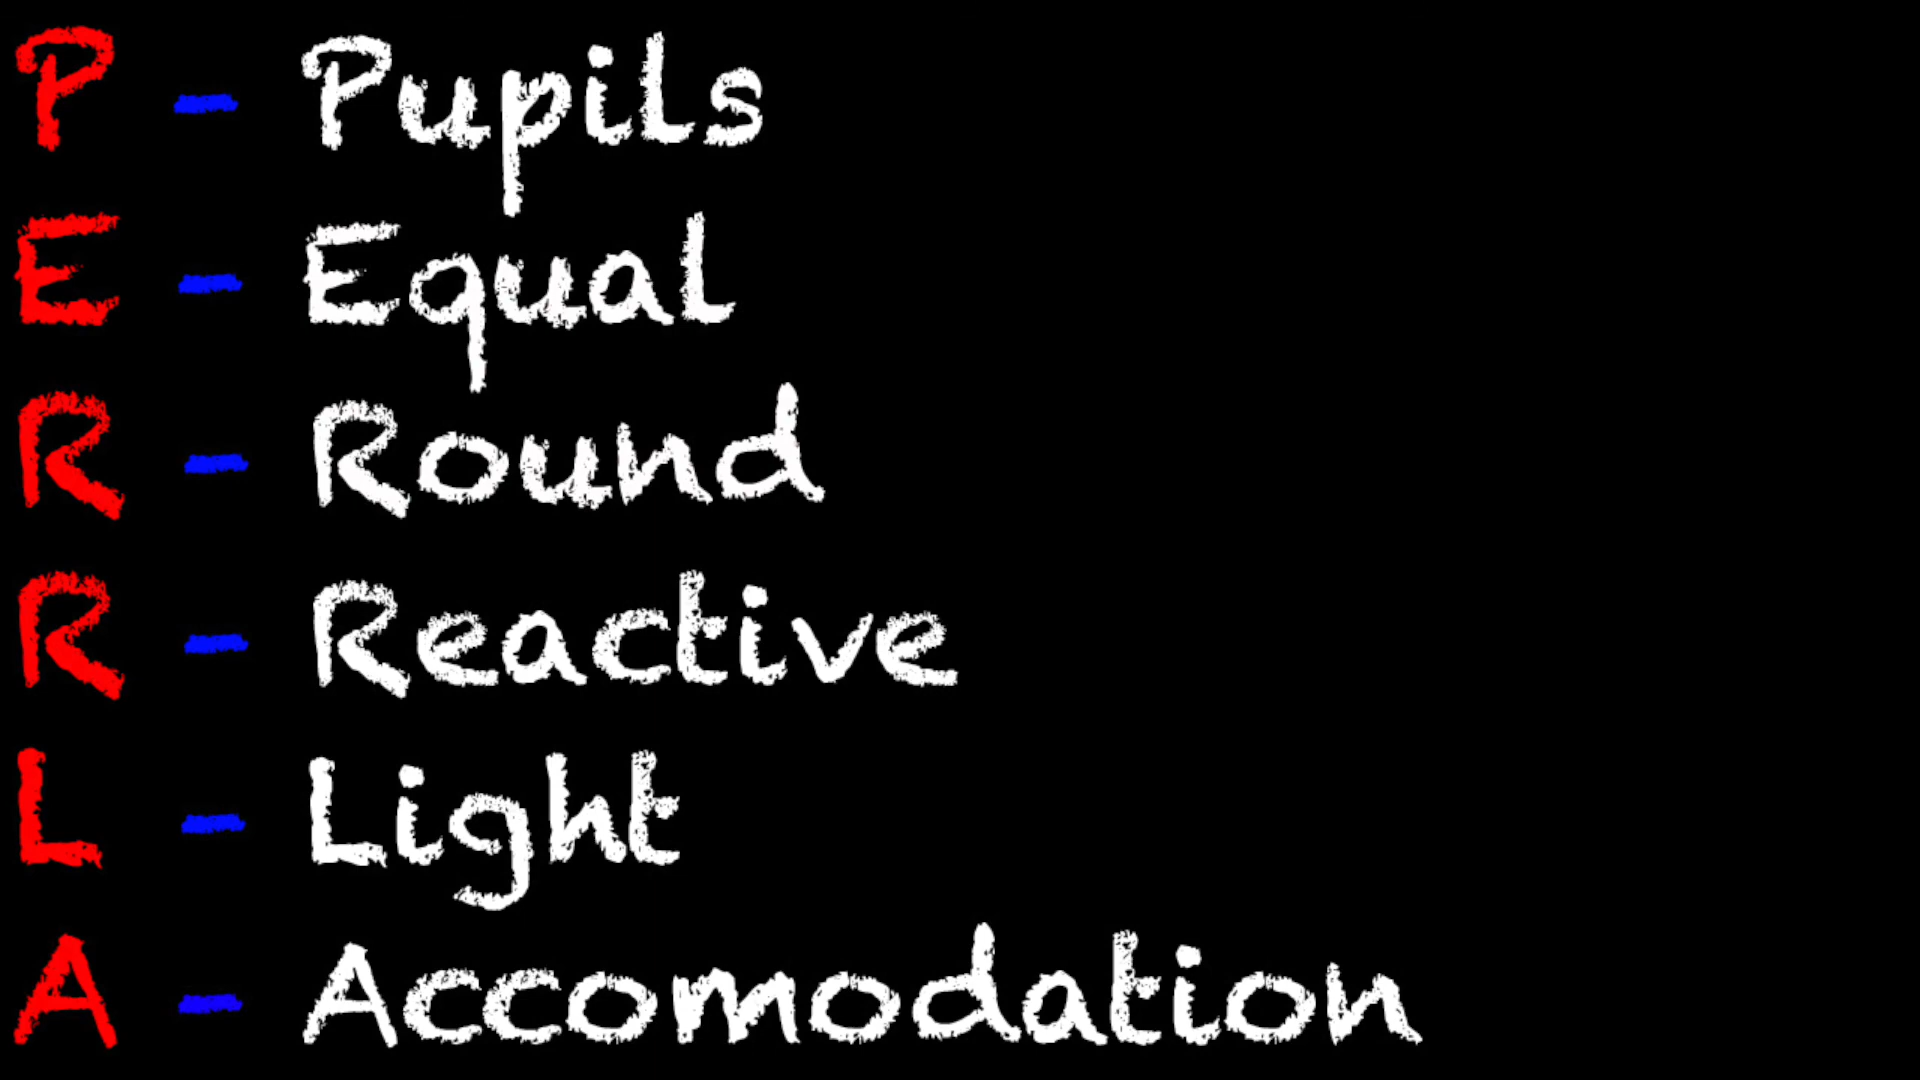 P - Pupils
E - Equal
R - Round
R - Reactive
L - Light
A - Accomodation